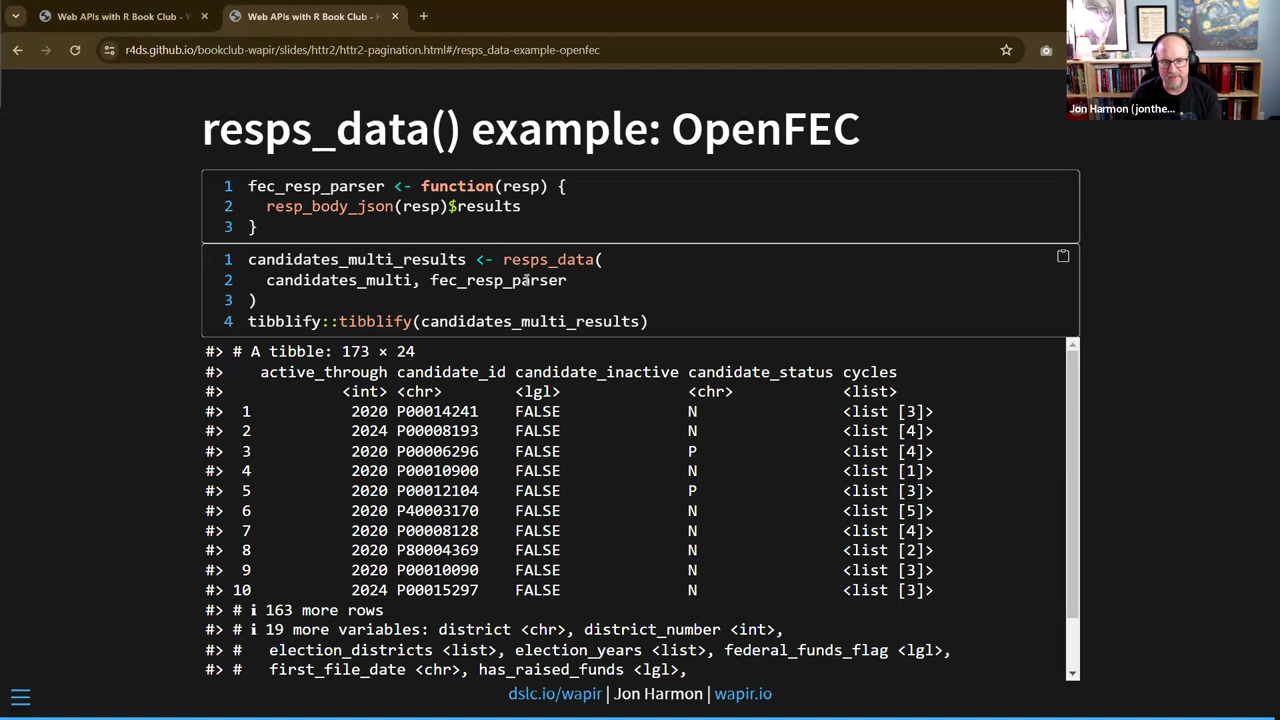 Web APIs with R Book Club - W
Web APIs with R Book Club - H
r4ds.github.io/bookclub-wapir/slides/httr2/httr2-pagination.html#/resps_data-example-openfec
Jon Harmon (jonthe...
resps_data() example: OpenFEC
1 fec_resp_parser <- function(resp) {
2 resp_body_json(resp)$results
3 }
1 candidates_multi_results <- resps_data(
2 candidates_multi, fec_resp_parser
3 )
4 tibblify::tibblify(candidates_multi_results)
#> # A tibble: 173 × 24
#> active_through candidate_id candidate_inactive candidate_status cycles
#> <int> <chr> <lgl> <chr> <list>
#> 1 2020 P00014241 FALSE N <list [3]>
#> 2 2024 P00008193 FALSE N <list [4]>
#> 3 2020 P00006296 FALSE P <list [4]>
#> 4 2020 P00010900 FALSE N <list [1]>
#> 5 2020 P00012104 FALSE P <list [3]>
#> 6 2020 P40003170 FALSE N <list [5]>
#> 7 2020 P00008128 FALSE N <list [4]>
#> 8 2020 P80004369 FALSE N <list [2]>
#> 9 2020 P00010090 FALSE N <list [3]>
#> 10 2024 P00015297 FALSE N <list [3]>
#> # ℹ 163 more rows
#> # ℹ 19 more variables: district <chr>, district_number <int>,
#> # election_districts <list>, election_years <list>, federal_funds_flag <lgl>,
#> # first_file_date <chr>, has_raised_funds <lgl>,
dslc.io/wapir | Jon Harmon | wapir.io